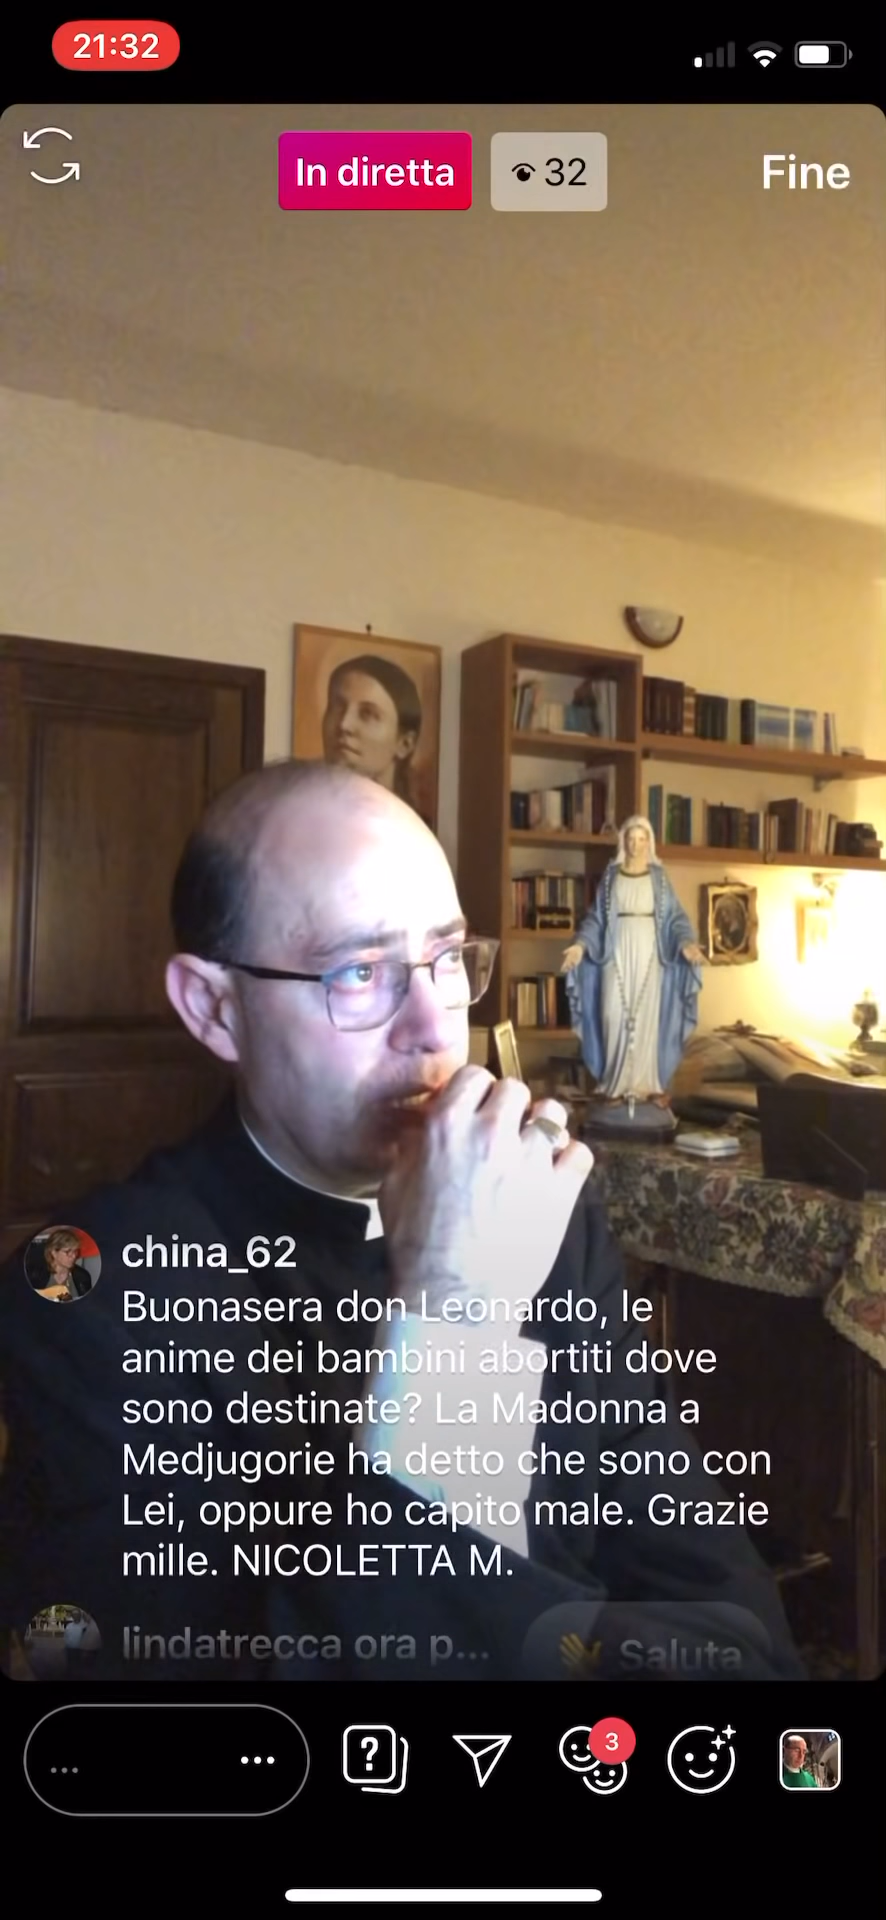 21:32
In diretta
32
Fine
china_62
Buonasera don Leonardo, le
anime dei bambini abortiti dove
sono destinate? La Madonna a
Medjugorie ha detto che sono con
Lei, oppure ho capito male. Grazie
mille. NICOLETTA M.
lindatrecca ora p...
Saluta
...
3